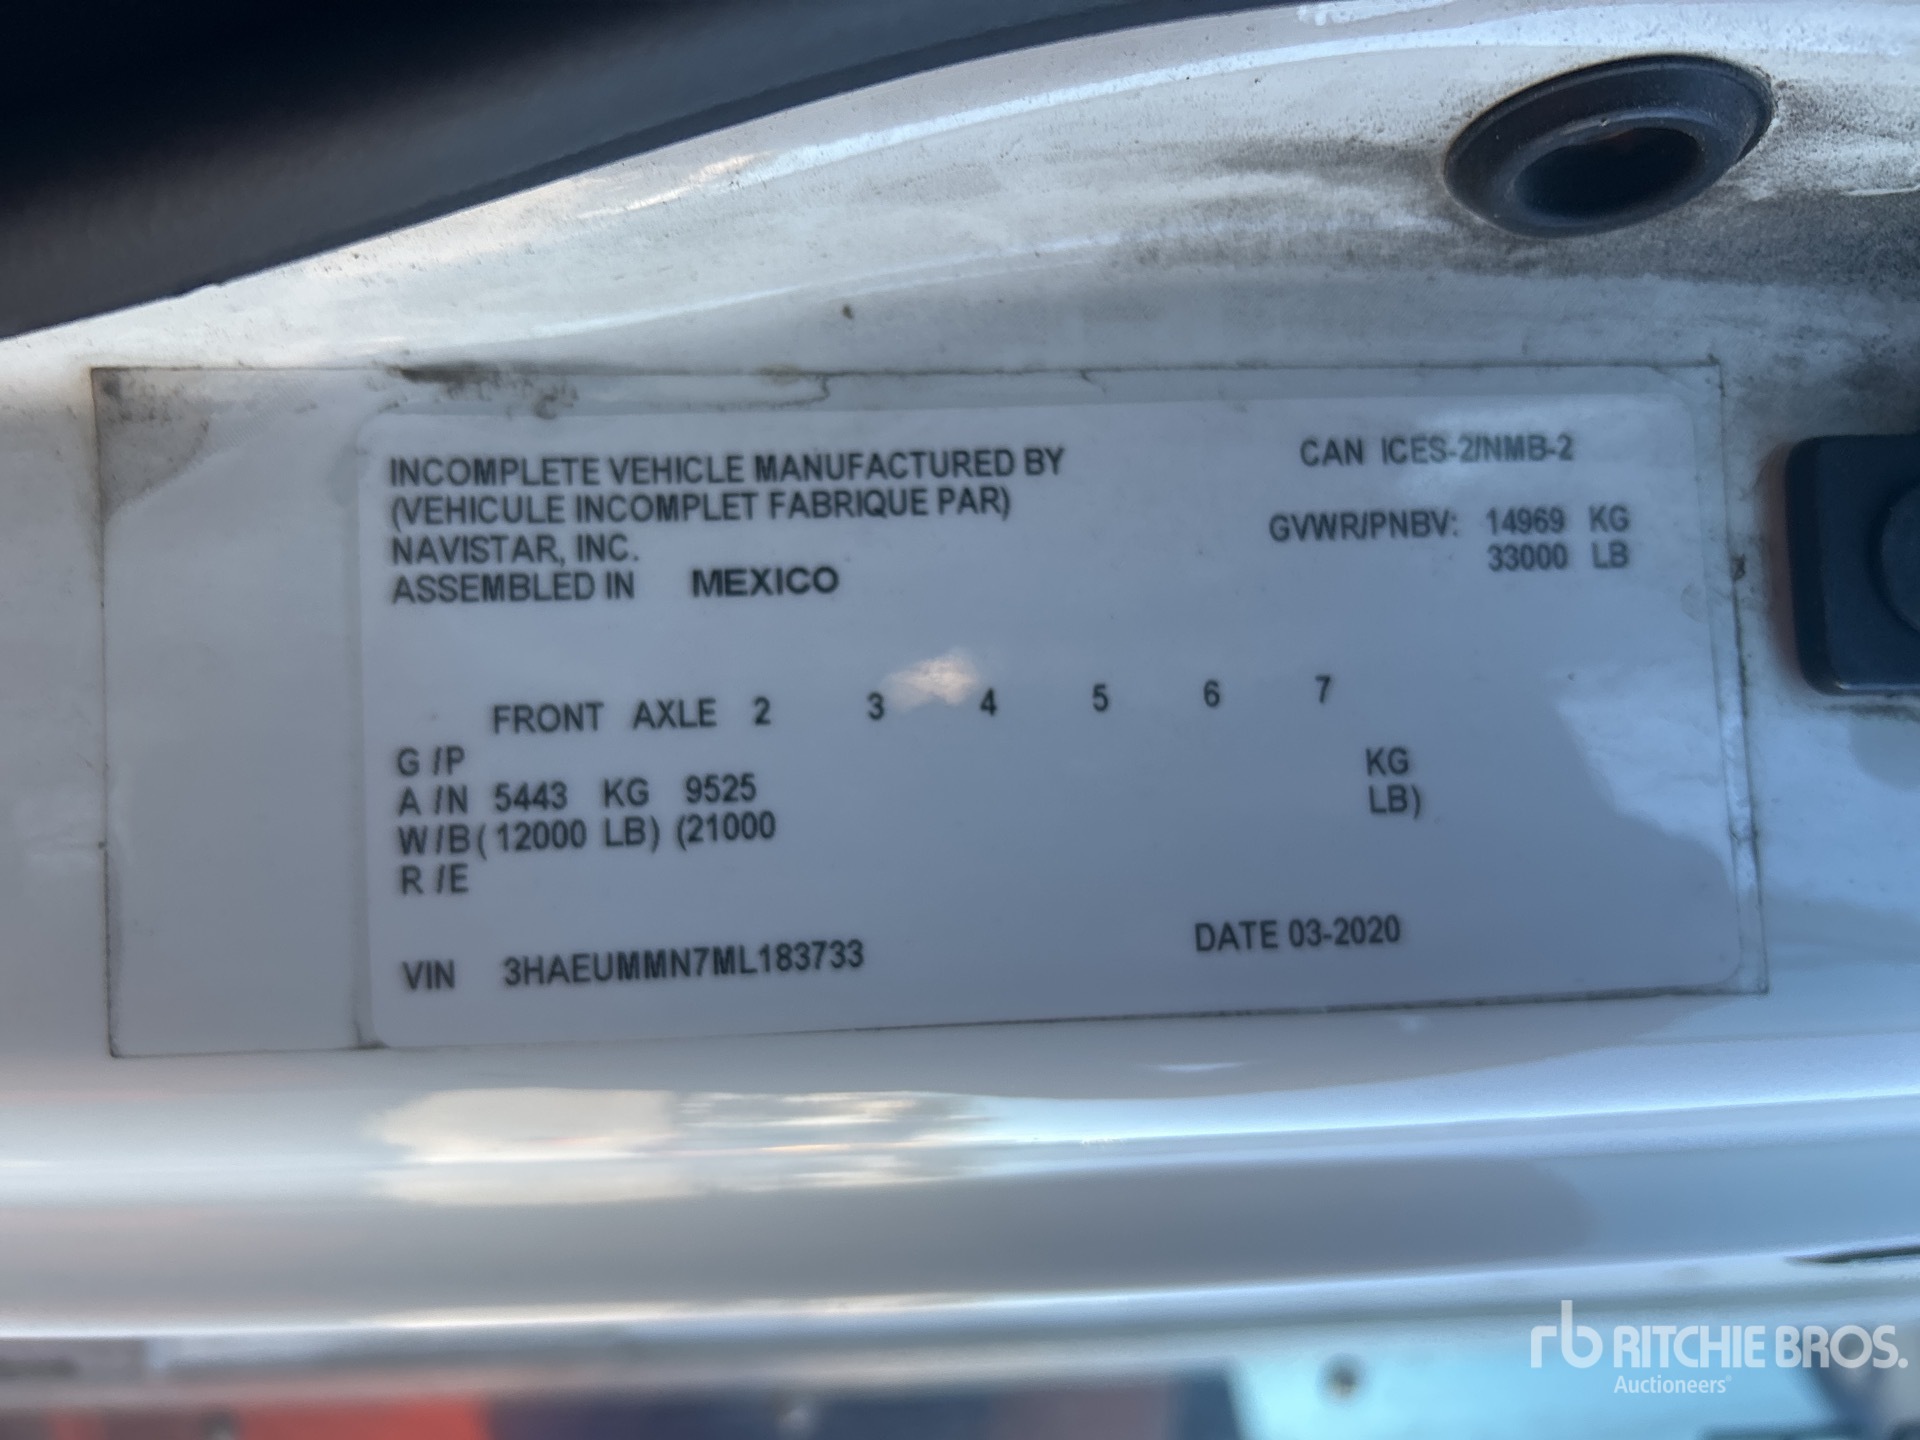 INCOMPLETE VEHICLE MANUFACTURED BY
(VEHICULE INCOMPLET FABRIQUE PAR)
NAVISTAR, INC.
ASSEMBLED IN MEXICO
CAN ICES-2/NMB-2
GVWR/PNBV: 14969 KG
33000 LB
FRONT AXLE 2 3 4 5 6 7
G /P KG
A /N 5443 KG 9525 LB)
W/B (12000 LB) (21000
R /E
VIN 3HAEUMMN7ML183733
DATE 03-2020
rb RITCHIE BROS.
Auctioneers